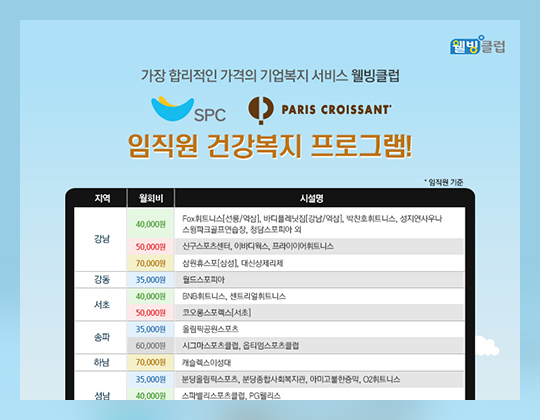 웰빙클럽
가장 합리적인 가격의 기업복지 서비스 웰빙클럽
SPC PARIS CROISSANT
임직원 건강복지 프로그램!
* 임직원 기준
지역 월회비 시설명
강남 40,000원 Fox휘트니스[선릉/역삼], 바디플레닛짐[강남/역삼], 박찬호휘트니스, 성지연사우나
스윙파크골프연습장, 청담스포피아 외
50,000원 신구스포츠센터, 이바디웍스, 프라이이어휘트니스
70,000원 삼원휴스포[삼성], 대신상제리제
강동 35,000원 월드스포피아
서초 40,000원 BNB휘트니스, 센트리얼휘트니스
50,000원 코오롱스포렉스[서초]
송파 35,000원 올림픽공원스포츠
60,000원 시그마스포츠클럽, 옵티엄스포츠클럽
하남 70,000원 캐슬렉스이성대
성남 35,000원 분당올림픽스포츠, 분당종합사회복지관, 야미고불한증막, O2휘트니스
40,000원 스파밸리스포츠클럽, PG웰리스